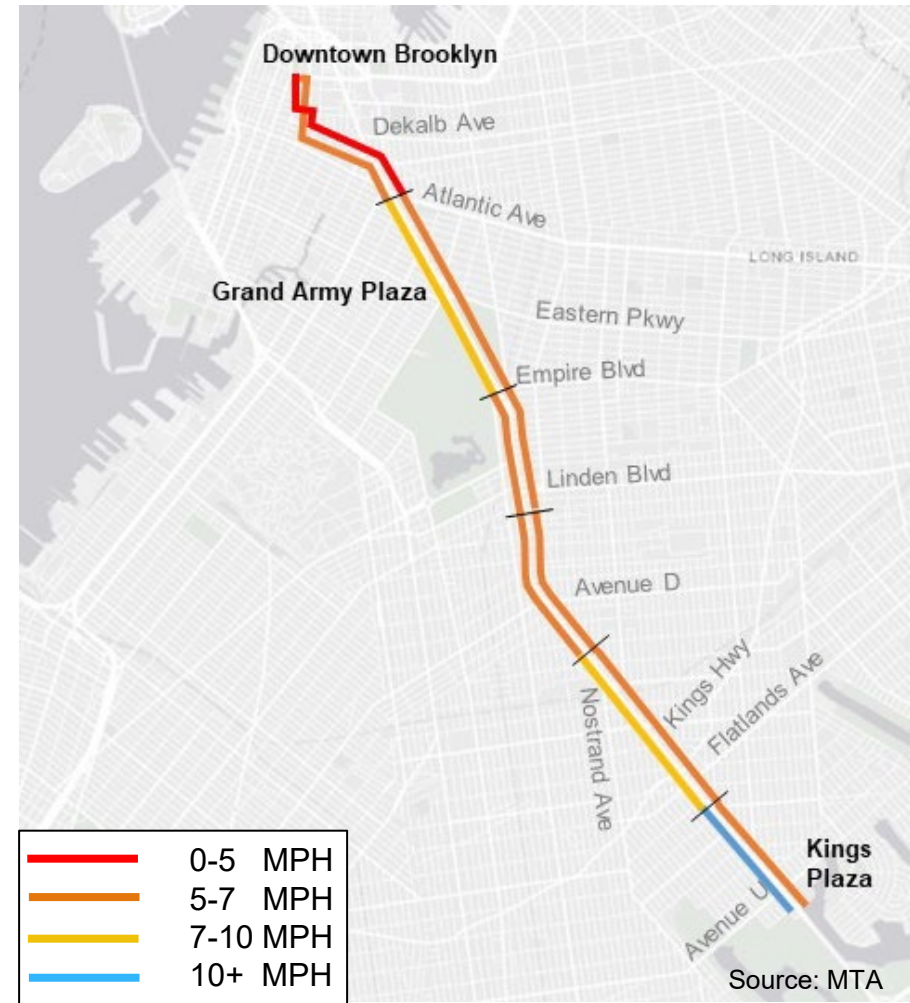 Downtown Brooklyn
Dekalb Ave
Atlantic Ave
LONG ISLAND
Grand Army Plaza
Eastern Pkwy
Empire Blvd
Linden Blvd
Avenue D
Kings Hwy
Flatlands Ave
Nostrand Ave
Kings
Plaza
Avenue U
0-5 MPH
5-7 MPH
7-10 MPH
10+ MPH
Source: MTA